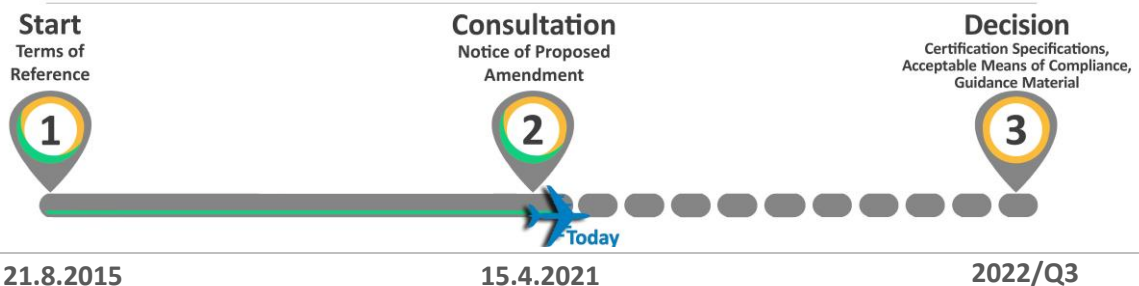 Start
Terms of
Reference
1
Consultation
Notice of Proposed
Amendment
2
Decision
Certification Specifications,
Acceptable Means of Compliance,
Guidance Material
3
Today
21.8.2015
15.4.2021
2022/Q3